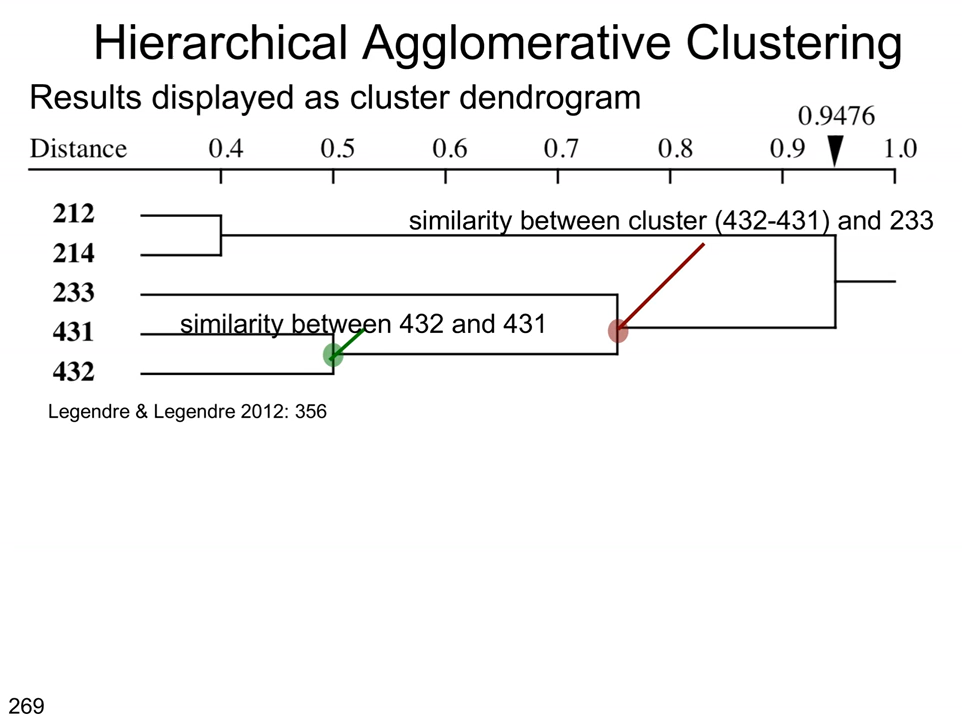 Hierarchical Agglomerative Clustering
Results displayed as cluster dendrogram
0.9476
Distance 0.4 0.5 0.6 0.7 0.8 0.9 1.0
212
similarity between cluster (432-431) and 233
214
233
similarity between 432 and 431
431
432
Legendre & Legendre 2012: 356
269